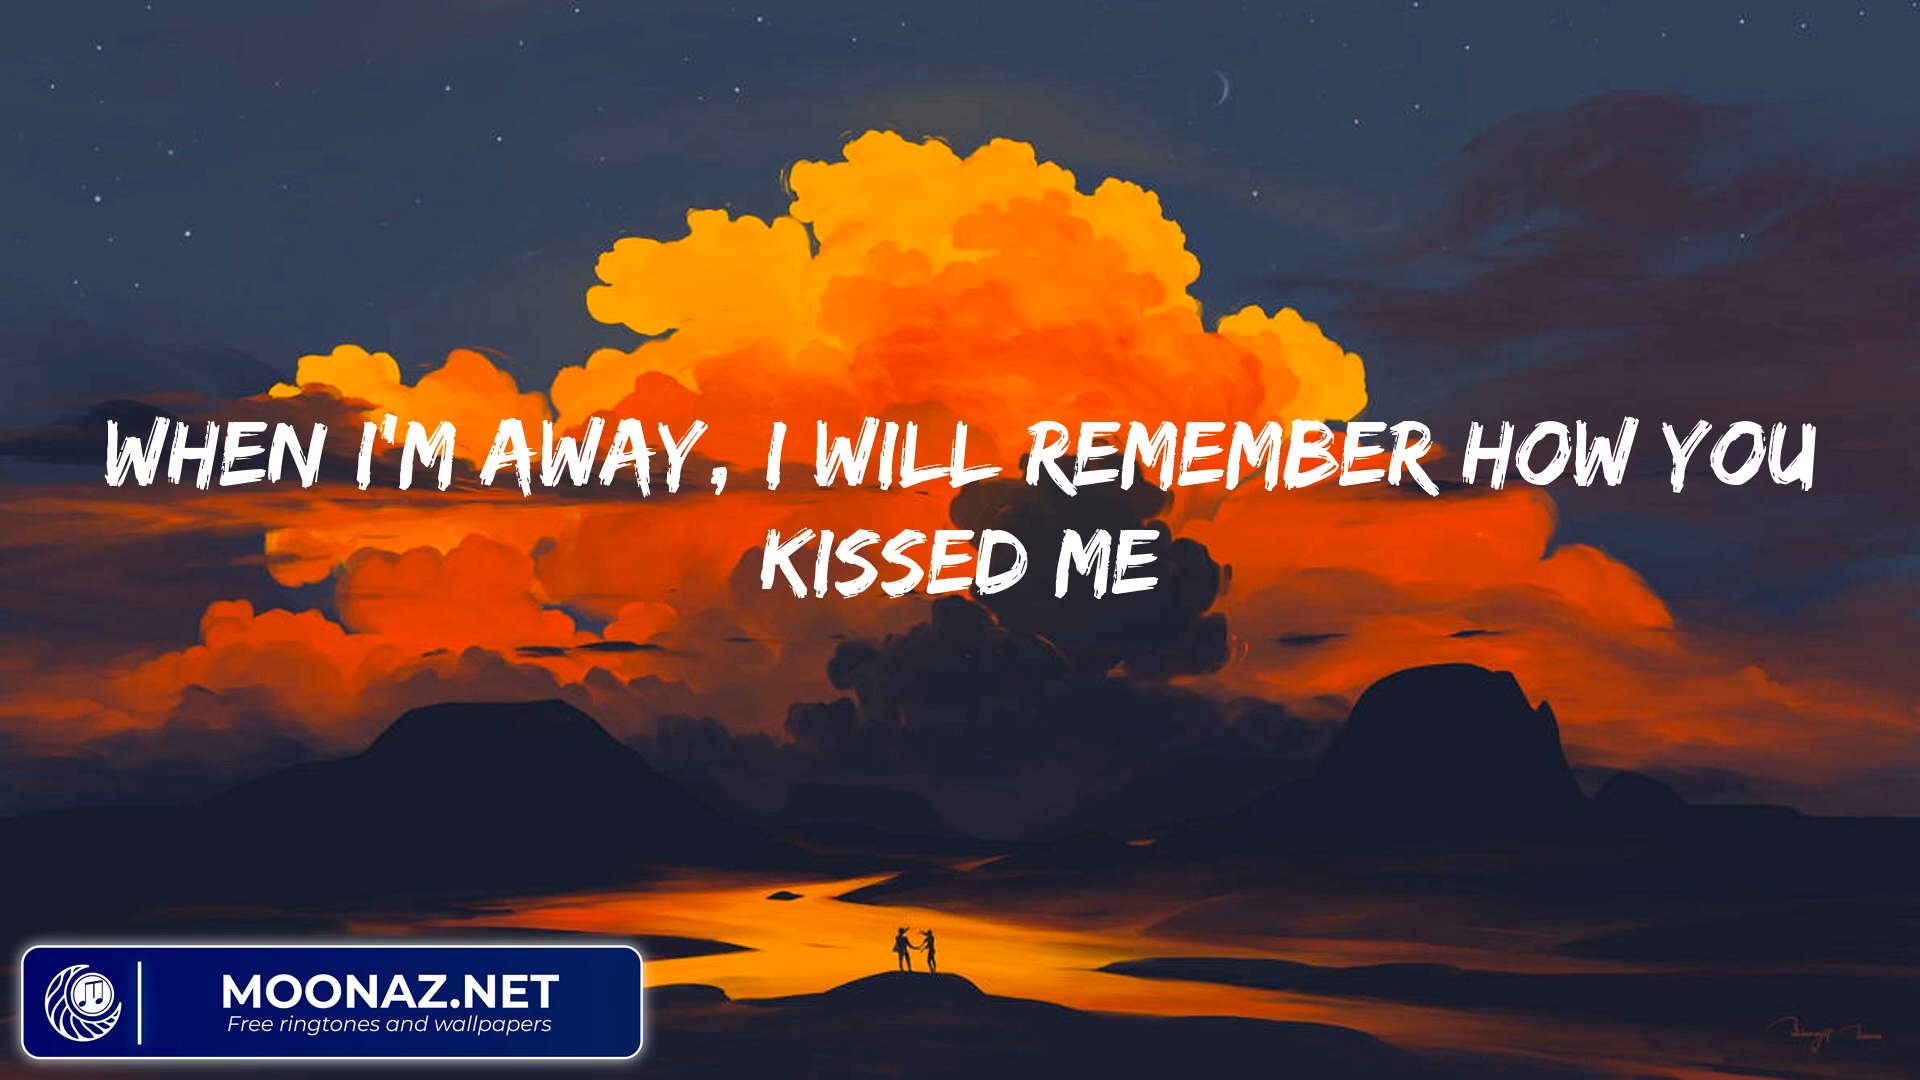 WHEN I'M AWAY, I WILL REMEMBER HOW YOU
KISSED ME
MOONAZ.NET
Free ringtones and wallpapers